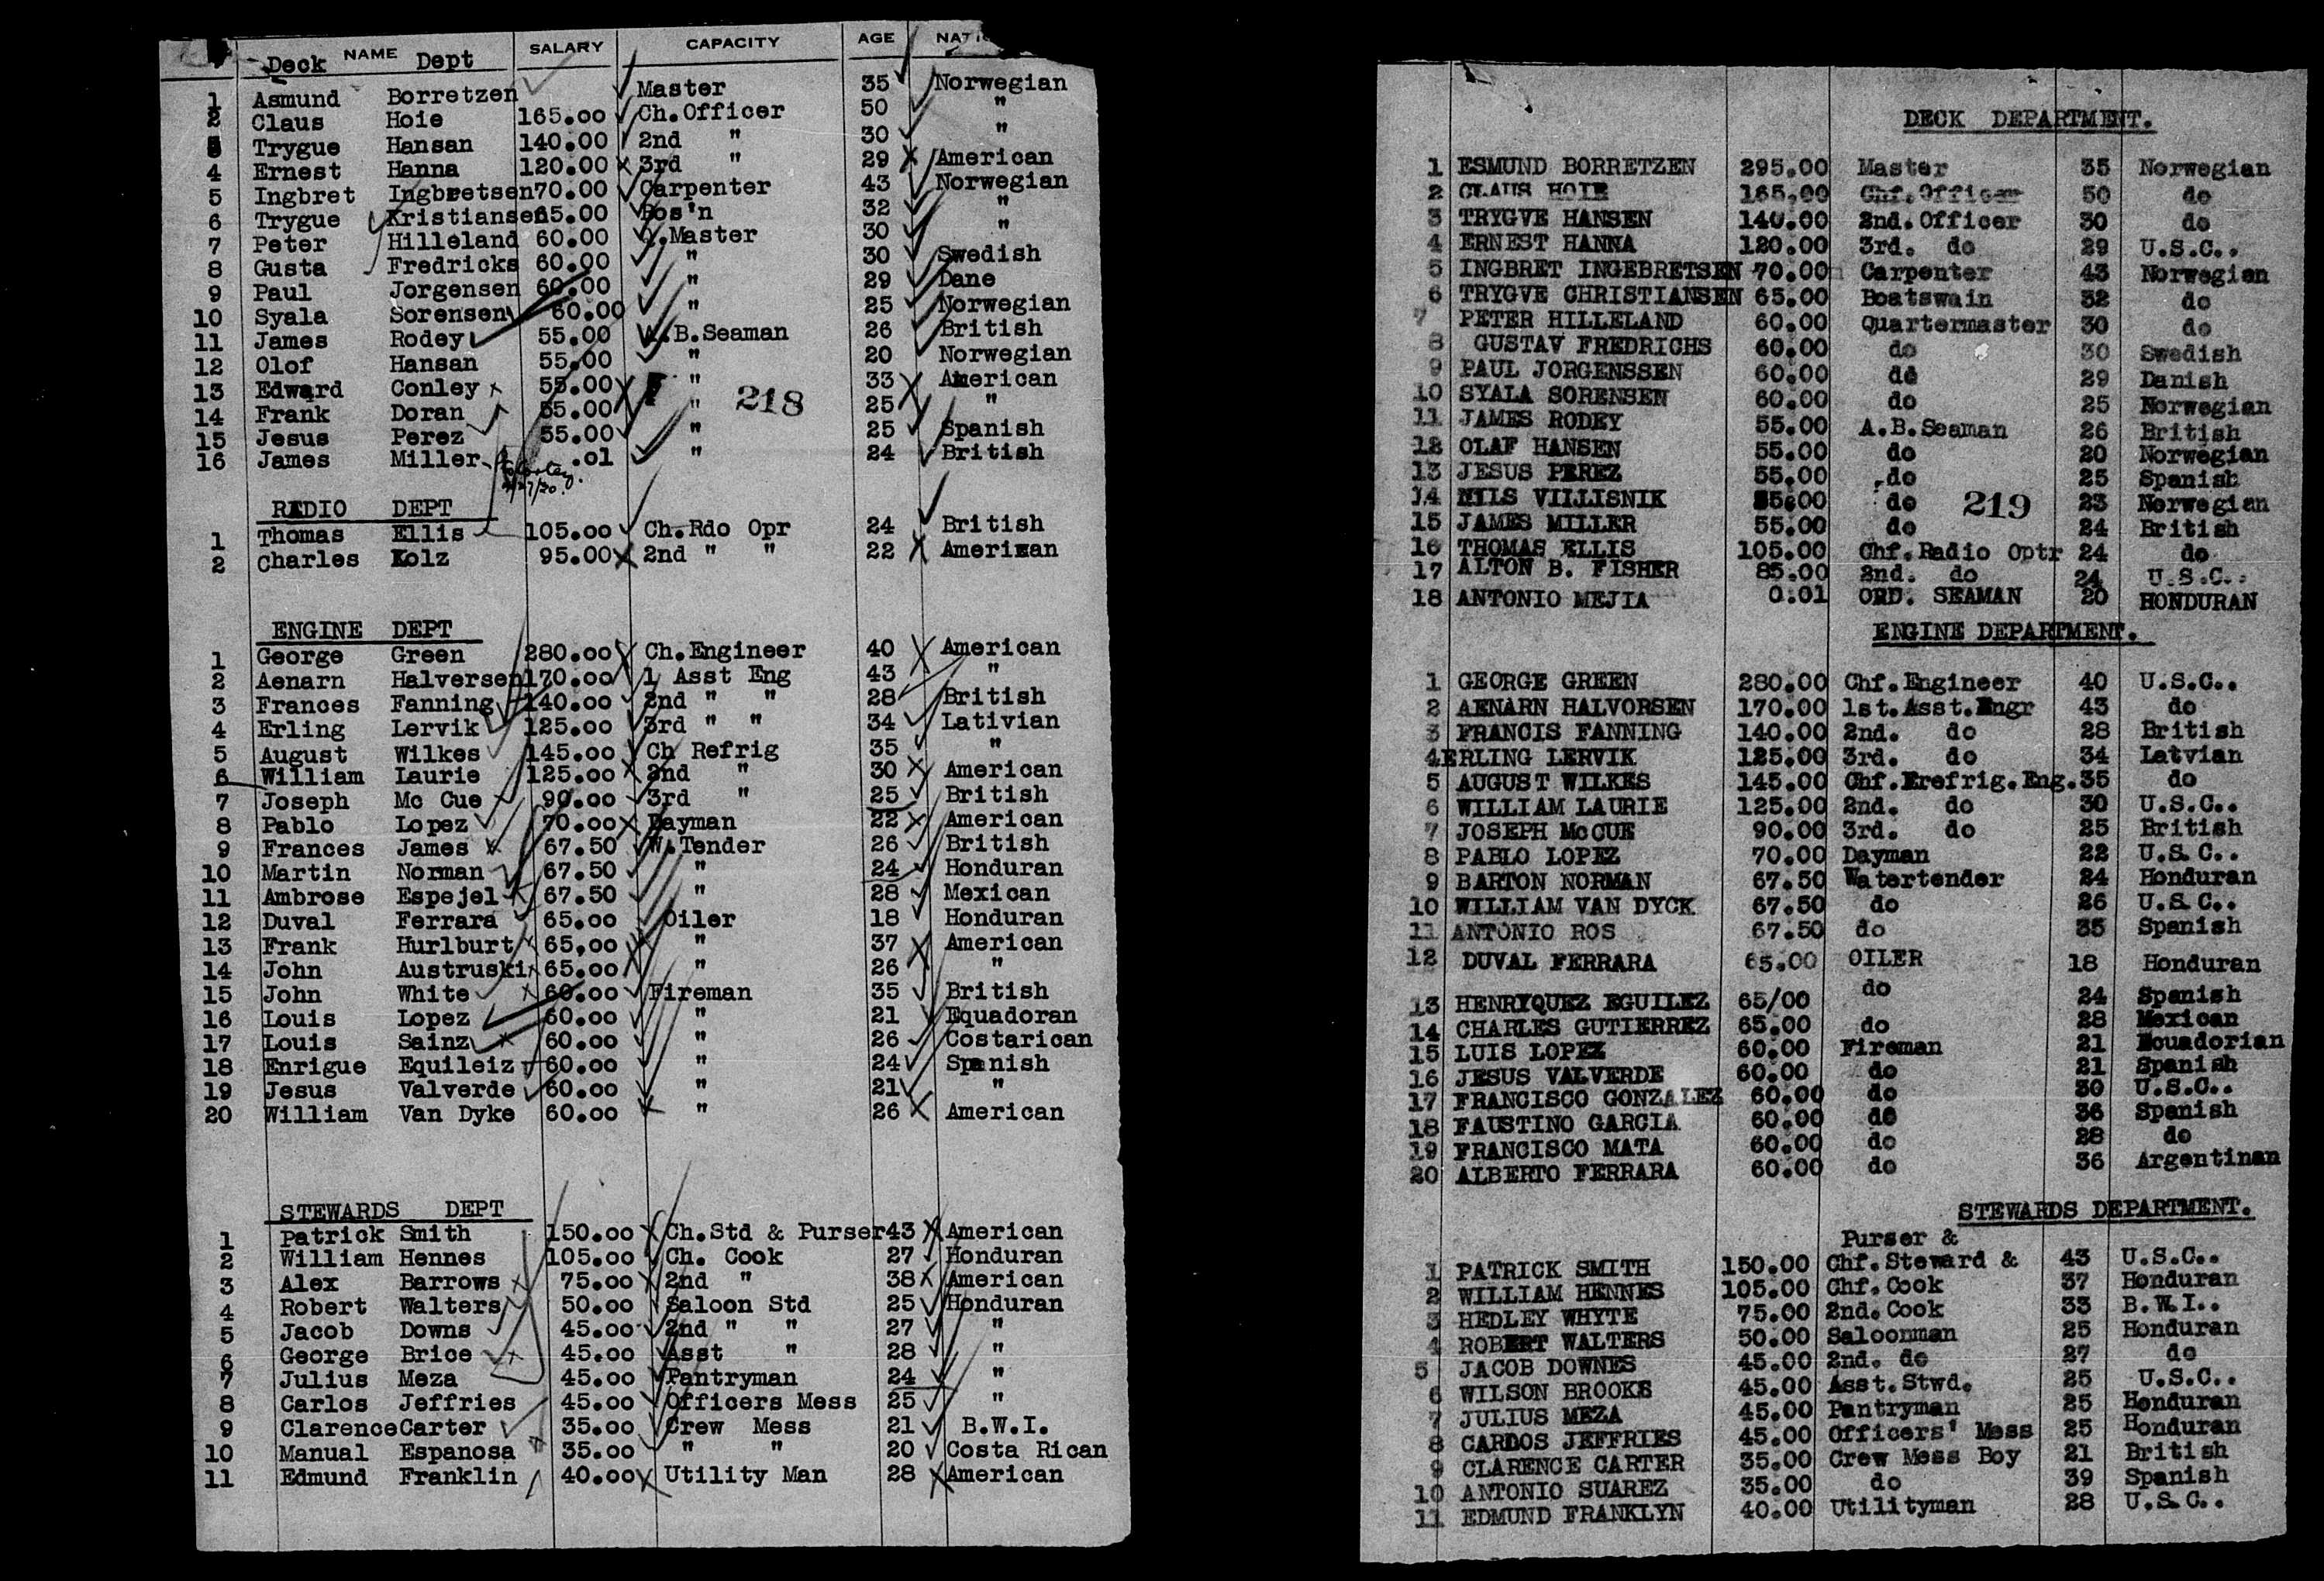 NAME SALARY CAPACITY AGE
Deck Dept
1 Asmund Borretzen Master 35 Norwegian
2 Claus Hoie 165.00 Ch.Officer 50 "
3 Trygue Hansan 140.00 2nd " 30 "
4 Ernest Hanna 120.00 3rd " 29 American
5 Ingbret Ingbretsen 70.00 Carpenter 43 Norwegian
6 Trygue Kristiansen 65.00 Bos'n 32 "
7 Peter Hilleland 60.00 Q.Master 30 "
8 Gusta Fredricks 60.00 " 30 Swedish
9 Paul Jorgensen 60.00 " 29 Dane
10 Syala Sorensen 60.00 " 25 Norwegian
11 James Rodey 55.00 A.B.Seaman 26 British
12 Olof Hansan 55.00 " 20 Norwegian
13 Edward Conley 55.00 " 33 American
14 Frank Doran 55.00 " 25 "
218
15 Jesus Perez 55.00 " 25 Spanish
16 James Miller .01 " 24 British
RADIO DEPT
1 Thomas Ellis 105.00 Ch.Rdo Opr 24 British
2 Charles Kolz 95.00 2nd " " 22 American
ENGINE DEPT
1 George Green 280.00 Ch.Engineer 40 American
2 Aenarn Halversen 170.00 1 Asst Eng 43 "
3 Frances Fanning 140.00 2nd " " 28 British
4 Erling Lervik 125.00 3rd " " 34 Lativian
5 August Wilkes 145.00 Ch Refrig 35 "
6 William Laurie 125.00 2nd " 30 American
7 Joseph Mc Cue 90.00 3rd " 25 British
8 Pablo Lopez 70.00 Dayman 22 American
9 Frances James 67.50 W.Tender 26 British
10 Martin Norman 67.50 " 24 Honduran
11 Ambrose Espejel 67.50 " 28 Mexican
12 Duval Ferrara 65.00 Oiler 18 Honduran
13 Frank Hurlburt 65,00 " 37 American
14 John Austruski 65.00 " 26 "
15 John White 60.00 Fireman 35 British
16 Louis Lopez 60.00 " 21 Equadoran
17 Louis Sainz 60.00 " 26 Costarican
18 Enrigue Equileiz 60.00 " 24 Spanish
19 Jesus Valverde 60.00 " 21 "
20 William Van Dyke 60.00 " 26 American
STEWARDS DEPT
1 Patrick Smith 150.00 Ch.Std & Purser 43 American
2 William Hennes 105.00 Ch. Cook 27 Honduran
3 Alex Barrows 75.00 2nd " 38 American
4 Robert Walters 50.00 Saloon Std 25 Honduran
5 Jacob Downs 45.00 2nd " " 27 "
6 George Brice 45.00 Asst " 28 "
7 Julius Meza 45.00 Pantryman 24 "
8 Carlos Jeffries 45.00 Officers Mess 25 "
9 Clarence Carter 35.00 Crew Mess 21 B.W.I.
10 Manual Espanosa 35.00 " " 20 Costa Rican
11 Edmund Franklin 40.00 Utility Man 28 American
DECK DEPARTMENT.
1 ESMUND BORRETZEN 295.00 Master 35 Norwegian
2 CLAUS HOIE 165.00 Chf.Officer 50 do
3 TRYGVE HANSEN 140.00 2nd.Officer 30 do
4 ERNEST HANNA 120.00 3rd. do 29 U.S.C..
5 INGBRET INGEBRETSEN 70.00 Carpenter 43 Norwegian
6 TRYGVE CHRISTIANSEN 65.00 Boatswain 32 do
7 PETER HILLELAND 60.00 Quartermaster 30 do
8 GUSTAV FREDRICHS 60.00 do 30 Swedish
9 PAUL JORGENSSEN 60.00 do 29 Danish
10 SYALA SORENSEN 60.00 do 25 Norwegian
11 JAMES RODEY 55.00 A.B.Seaman 26 British
12 OLAF HANSEN 55.00 do 20 Norwegian
13 JESUS PEREZ 55.00 do 25 Spanish
14 NILS VIIJISNIK 55.00 do 23 Norwegian
219
15 JAMES MILLER 55.00 do 24 British
16 THOMAS ELLIS 105.00 Chf.Radio Optr 24 do
17 ALTON B. FISHER 85.00 2nd. do 24 U.S.C..
18 ANTONIO MEJIA 0.01 ORD. SEAMAN 20 HONDURAN
ENGINE DEPARTMENT.
1 GEORGE GREEN 280.00 Chf.Engineer 40 U.S.C..
2 AENARN HALVORSEN 170.00 1st.Asst.Engr 43 do
3 FRANCIS FANNING 140.00 2nd. do 28 British
4 ERLING LERVIK 125.00 3rd. do 34 Latvian
5 AUGUST WILKES 145.00 Chf.Erefrig.Eng. 35 do
6 WILLIAM LAURIE 125.00 2nd. do 30 U.S.C..
7 JOSEPH McCUE 90.00 3rd. do 25 British
8 PABLO LOPEZ 70.00 Dayman 22 U.S.C..
9 BARTON NORMAN 67.50 Watertender 24 Honduran
10 WILLIAM VAN DYCK 67.50 do 26 U.S.C..
11 ANTONIO ROS 67.50 do 35 Spanish
12 DUVAL FERRARA 65.00 OILER 18 Honduran
13 HENRYQUEZ EGUILEZ 65/00 do 24 Spanish
14 CHARLES GUTIERREZ 65.00 do 28 Mexican
15 LUIS LOPEZ 60.00 Fireman 21 Ecuadorian
16 JESUS VALVERDE 60.00 do 21 Spanish
17 FRANCISCO GONZALEZ 60.00 do 30 U.S.C..
18 FAUSTINO GARCIA 60.00 do 36 Spanish
19 FRANCISCO MATA 60.00 do 28 do
20 ALBERTO FERRARA 60.00 do 36 Argentinan
STEWARDS DEPARTMENT.
Purser &
1 PATRICK SMITH 150.00 Chf.Steward & 43 U.S.C..
2 WILLIAM HENNES 105.00 Chf.Cook 37 Honduran
3 HEDLEY WHYTE 75.00 2nd.Cook 33 B.W.I..
4 ROBERT WALTERS 50.00 Saloonman 25 Honduran
5 JACOB DOWNES 45.00 2nd. do 27 do
6 WILSON BROOKS 45.00 Asst.Stwd. 25 U.S.C..
7 JULIUS MEZA 45.00 Pantryman 25 Honduran
8 CARDOS JEFFRIES 45.00 Officers' Mess 25 Honduran
9 CLARENCE CARTER 35.00 Crew Mess Boy 21 British
10 ANTONIO SUAREZ 35.00 do 39 Spanish
11 EDMUND FRANKLYN 40.00 Utilityman 28 U.S.C..